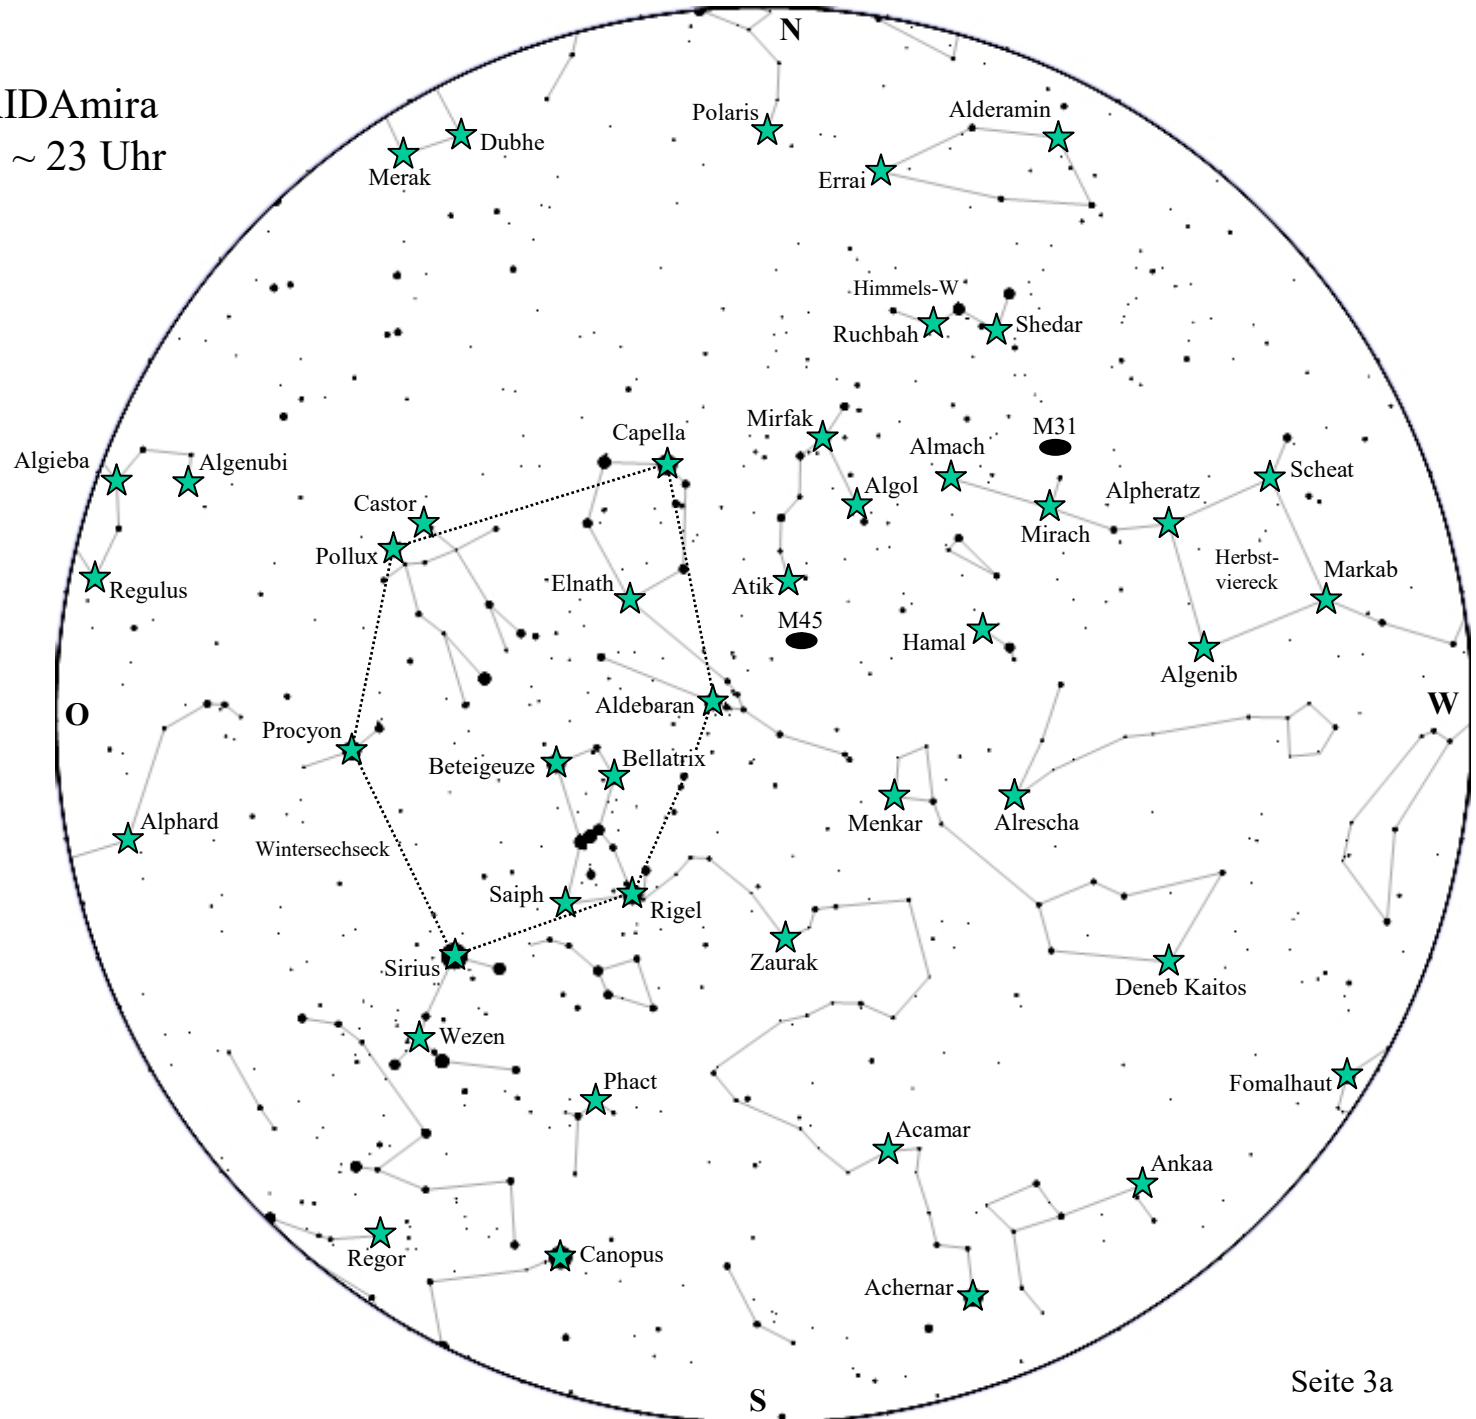 N
IDAmira
~ 23 Uhr
Polaris
Alderamin
Dubhe
Merak
Errai
Himmels-W
Ruchbah
Shedar
Mirfak
M31
Capella
Almach
Algieba
Algenubi
Scheat
Castor
Algol
Alpheratz
Pollux
Mirach
Herbst-
viereck
Markab
Elnath
Atik
Regulus
M45
Hamal
Algenib
Aldebaran
O
W
Procyon
Beteigeuze
Bellatrix
Alphard
Menkar
Alrescha
Wintersechseck
Saiph
Rigel
Sirius
Zaurak
Deneb Kaitos
Wezen
Phact
Fomalhaut
Acamar
Ankaa
Regor
Canopus
Achernar
Seite 3a
S